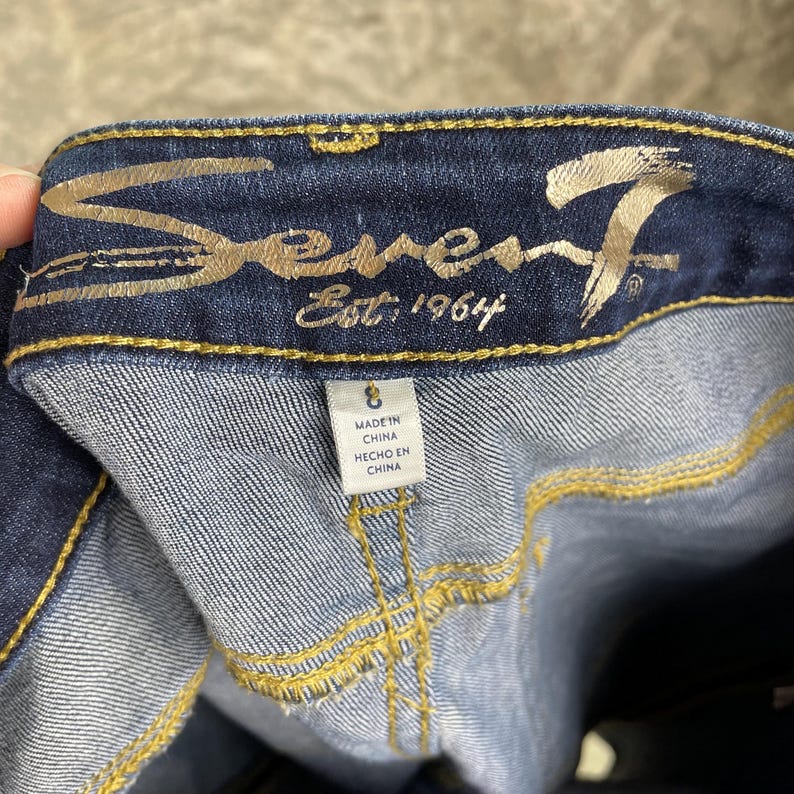 Seven7®
Est. 1964
8
MADE IN
CHINA
HECHO EN
CHINA